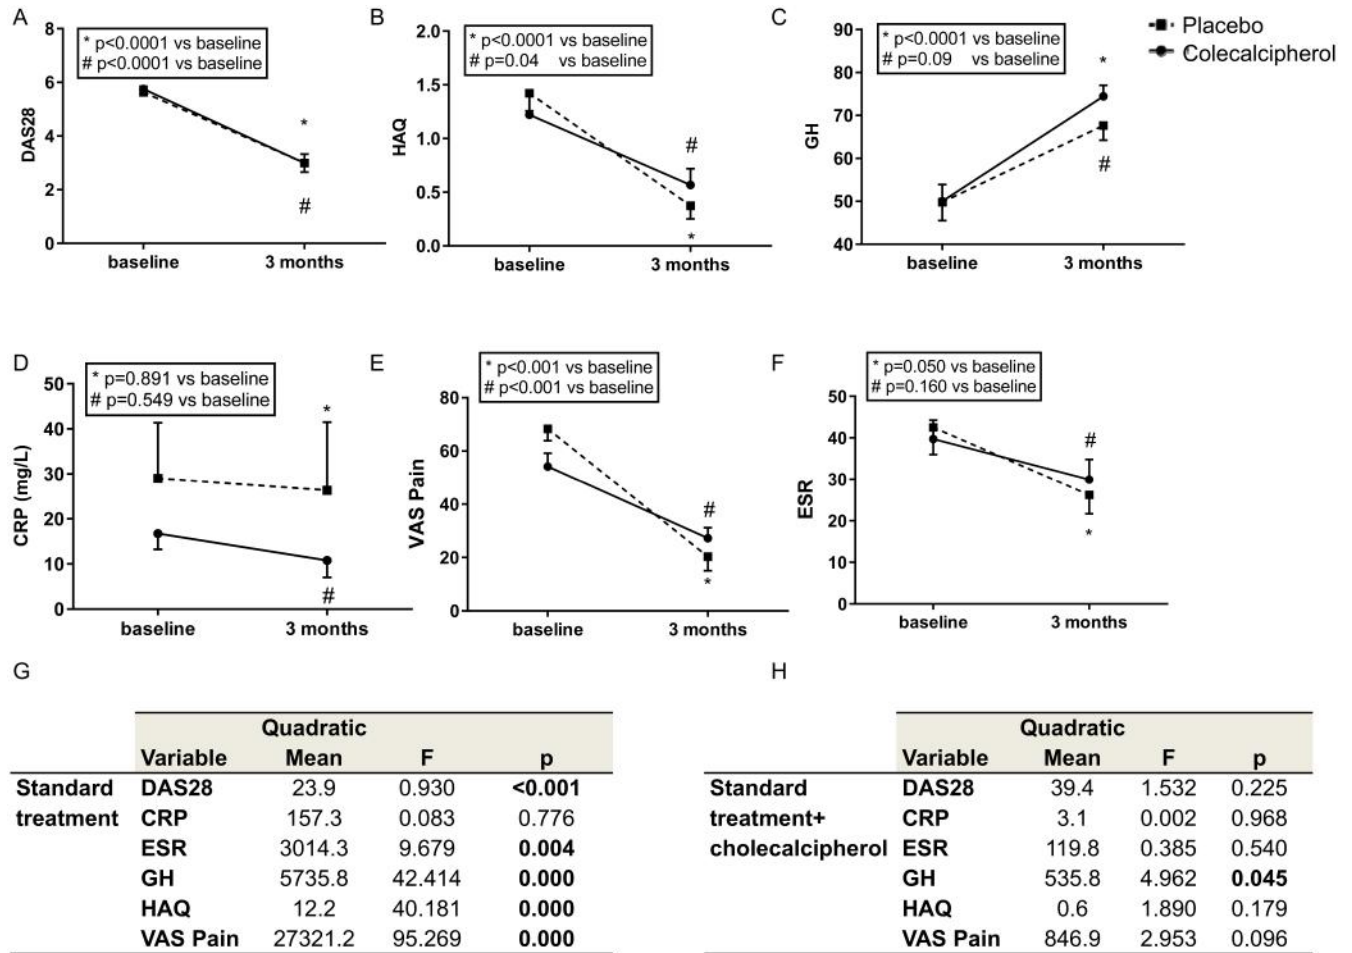 A
8
6
4
2
0
DAS28
* p<0.0001 vs baseline
# p<0.0001 vs baseline
*
#
baseline 3 months
B
2.0
1.5
1.0
0.5
0.0
HAQ
* p<0.0001 vs baseline
# p=0.04 vs baseline
#
*
baseline 3 months
C
90
80
70
60
50
40
GH
* p<0.0001 vs baseline
# p=0.09 vs baseline
*
#
baseline 3 months
Placebo
Colecalcipherol
D
50
40
30
20
10
0
CRP (mg/L)
* p=0.891 vs baseline
# p=0.549 vs baseline
*
#
baseline 3 months
E
80
60
40
20
0
VAS Pain
* p<0.001 vs baseline
# p<0.001 vs baseline
#
*
baseline 3 months
F
50
40
30
20
10
0
ESR
* p=0.050 vs baseline
# p=0.160 vs baseline
#
*
baseline 3 months
G
Quadratic
Variable Mean F p
Standard DAS28 23.9 0.930 <0.001
treatment CRP 157.3 0.083 0.776
ESR 3014.3 9.679 0.004
GH 5735.8 42.414 0.000
HAQ 12.2 40.181 0.000
VAS Pain 27321.2 95.269 0.000
H
Quadratic
Variable Mean F p
Standard DAS28 39.4 1.532 0.225
treatment+ CRP 3.1 0.002 0.968
cholecalcipherol ESR 119.8 0.385 0.540
GH 535.8 4.962 0.045
HAQ 0.6 1.890 0.179
VAS Pain 846.9 2.953 0.096